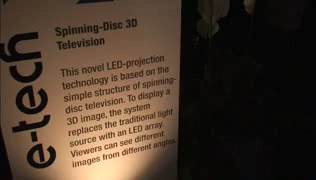 e-tech
Spinning-Disc 3D
Television
This novel LED-projection
technology is based on the
simple structure of spinning-
disc television. To display a
3D image, the system
replaces the traditional light
source with an LED array.
Viewers can see different
images from different angles.